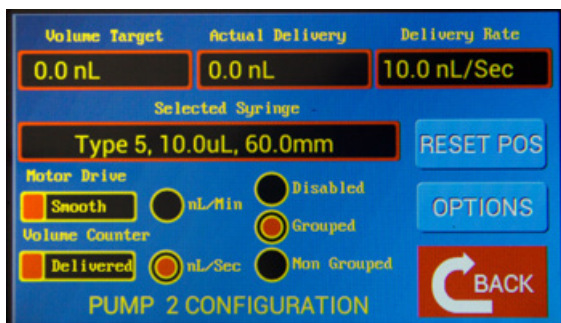 Volume Target Actual Delivery Delivery Rate
0.0 nL 0.0 nL 10.0 nL/Sec
Selected Syringe
Type 5, 10.0uL, 60.0mm RESET POS
Motor Drive
Smooth nL/Min Disabled
Grouped OPTIONS
Volume Counter
Delivered nL/Sec Non Grouped
BACK
PUMP 2 CONFIGURATION